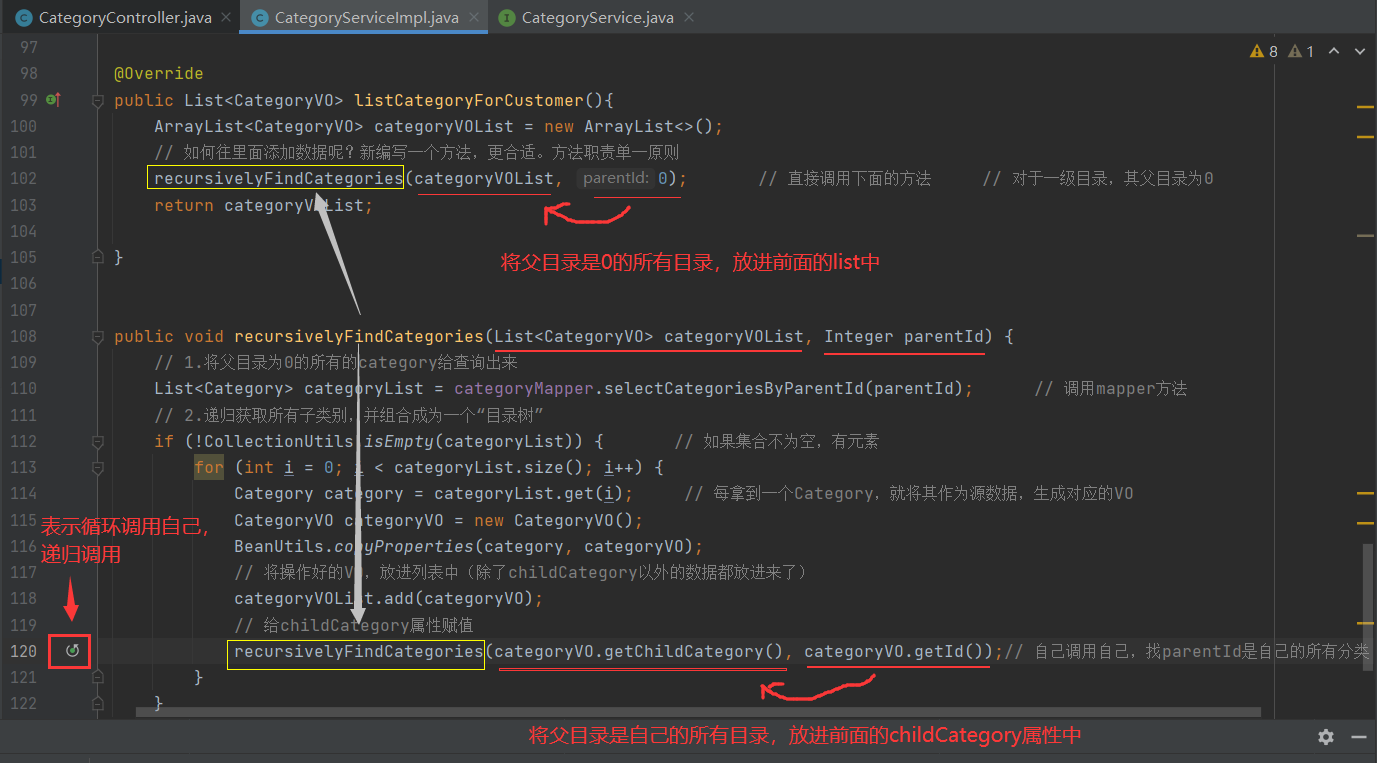 CategoryController.java CategoryServiceImpl.java CategoryService.java
97 8 1
98 @Override
99 public List<CategoryVO> listCategoryForCustomer(){
100 ArrayList<CategoryVO> categoryVOList = new ArrayList<>();
101 // 如何往里面添加数据呢？新编写一个方法，更合适。方法职责单一原则
102 recursivelyFindCategories(categoryVOList, parentId: 0); // 直接调用下面的方法 // 对于一级目录，其父目录为0
103 return categoryVOList;
104
105 }
将父目录是0的所有目录，放进前面的list中
106
107
108 public void recursivelyFindCategories(List<CategoryVO> categoryVOList, Integer parentId) {
109 // 1.将父目录为0的所有的category给查询出来
110 List<Category> categoryList = categoryMapper.selectCategoriesByParentId(parentId); // 调用mapper方法
111 // 2.递归获取所有子类别，并组合成为一个“目录树”
112 if (!CollectionUtils.isEmpty(categoryList)) { // 如果集合不为空，有元素
113 for (int i = 0; i < categoryList.size(); i++) {
114 Category category = categoryList.get(i); // 每拿到一个Category，就将其作为源数据，生成对应的VO
115 CategoryVO categoryVO = new CategoryVO();
表示循环调用自己，
116 BeanUtils.copyProperties(category, categoryVO);
递归调用
117 // 将操作好的VO，放进列表中（除了childCategory以外的数据都放进来了）
118 categoryVOList.add(categoryVO);
119 // 给childCategory属性赋值
120 recursivelyFindCategories(categoryVO.getChildCategory(), categoryVO.getId());// 自己调用自己，找parentId是自己的所有分类
121 }
122 }
将父目录是自己的所有目录，放进前面的childCategory属性中